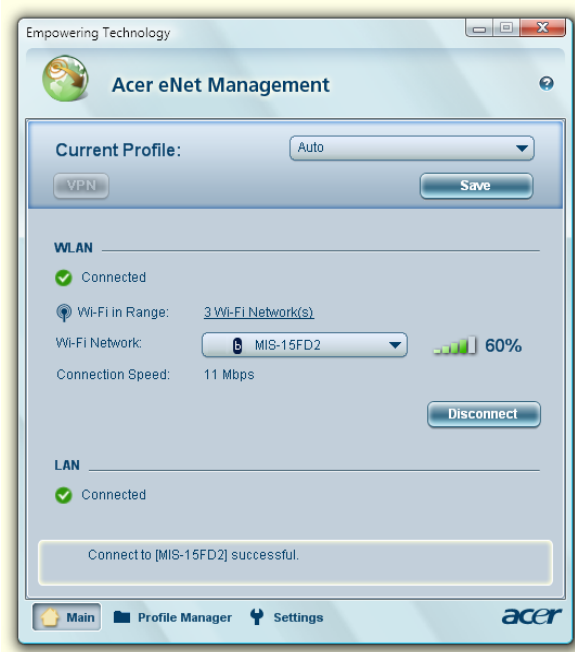 Empowering Technology
Acer eNet Management
Current Profile:
Auto
VPN
Save
WLAN
Connected
Wi-Fi in Range:
3 Wi-Fi Network(s)
Wi-Fi Network:
b MIS-15FD2
60%
Connection Speed:
11 Mbps
Disconnect
LAN
Connected
Connect to [MIS-15FD2] successful.
Main
Profile Manager
Settings
acer